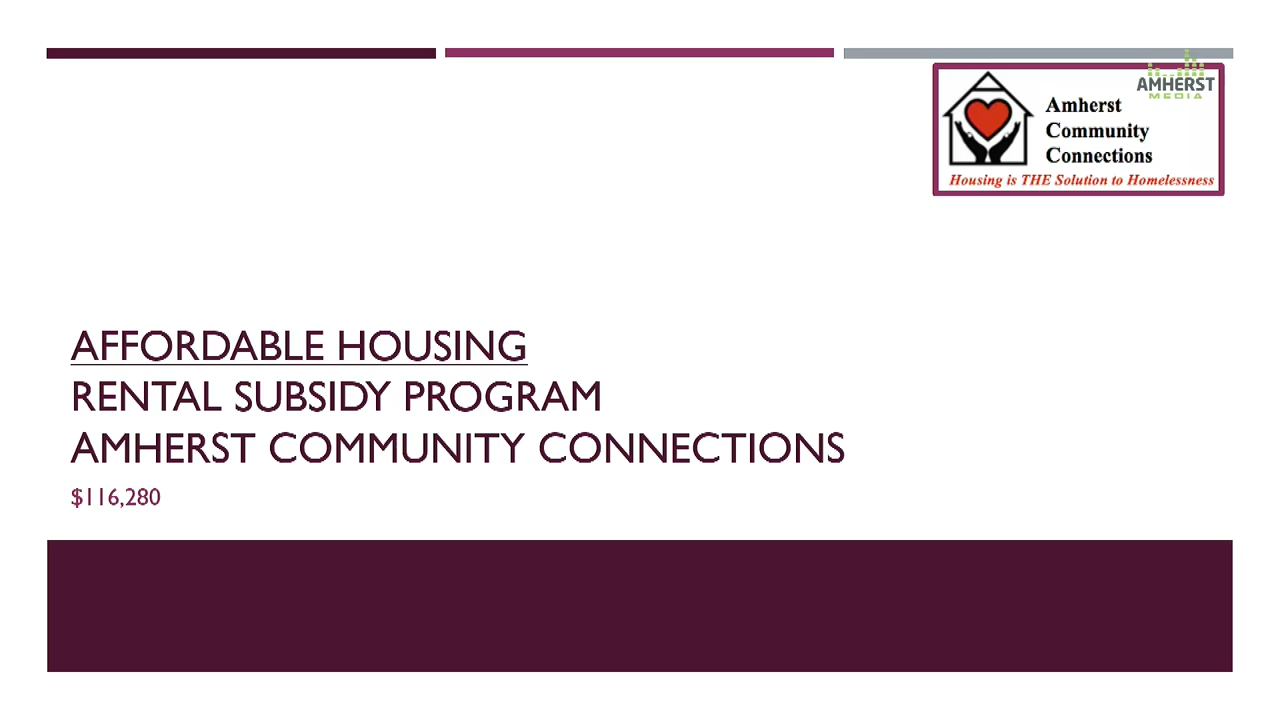 AMHERST
MEDIA
Amherst
Community
Connections
Housing is THE Solution to Homelessness
AFFORDABLE HOUSING
RENTAL SUBSIDY PROGRAM
AMHERST COMMUNITY CONNECTIONS
$116,280